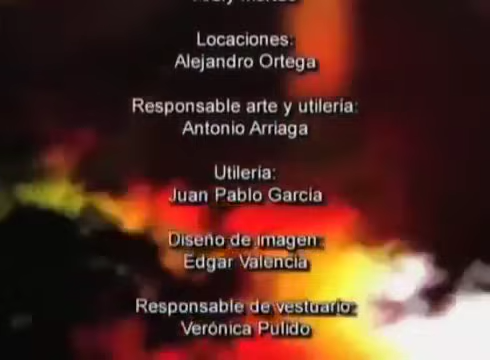 Locaciones:
Alejandro Ortega
Responsable arte y utilería:
Antonio Arriaga
Utilería:
Juan Pablo García
Diseño de imagen:
Edgar Valencia
Responsable de vestuario:
Verónica Pulido